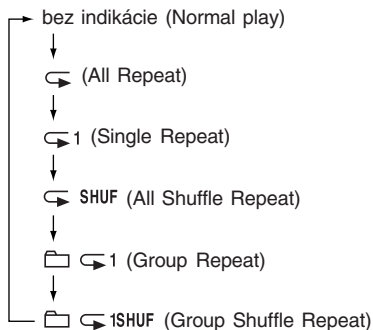 bez indikácie (Normal play)
(All Repeat)
1 (Single Repeat)
SHUF (All Shuffle Repeat)
1 (Group Repeat)
1SHUF (Group Shuffle Repeat)